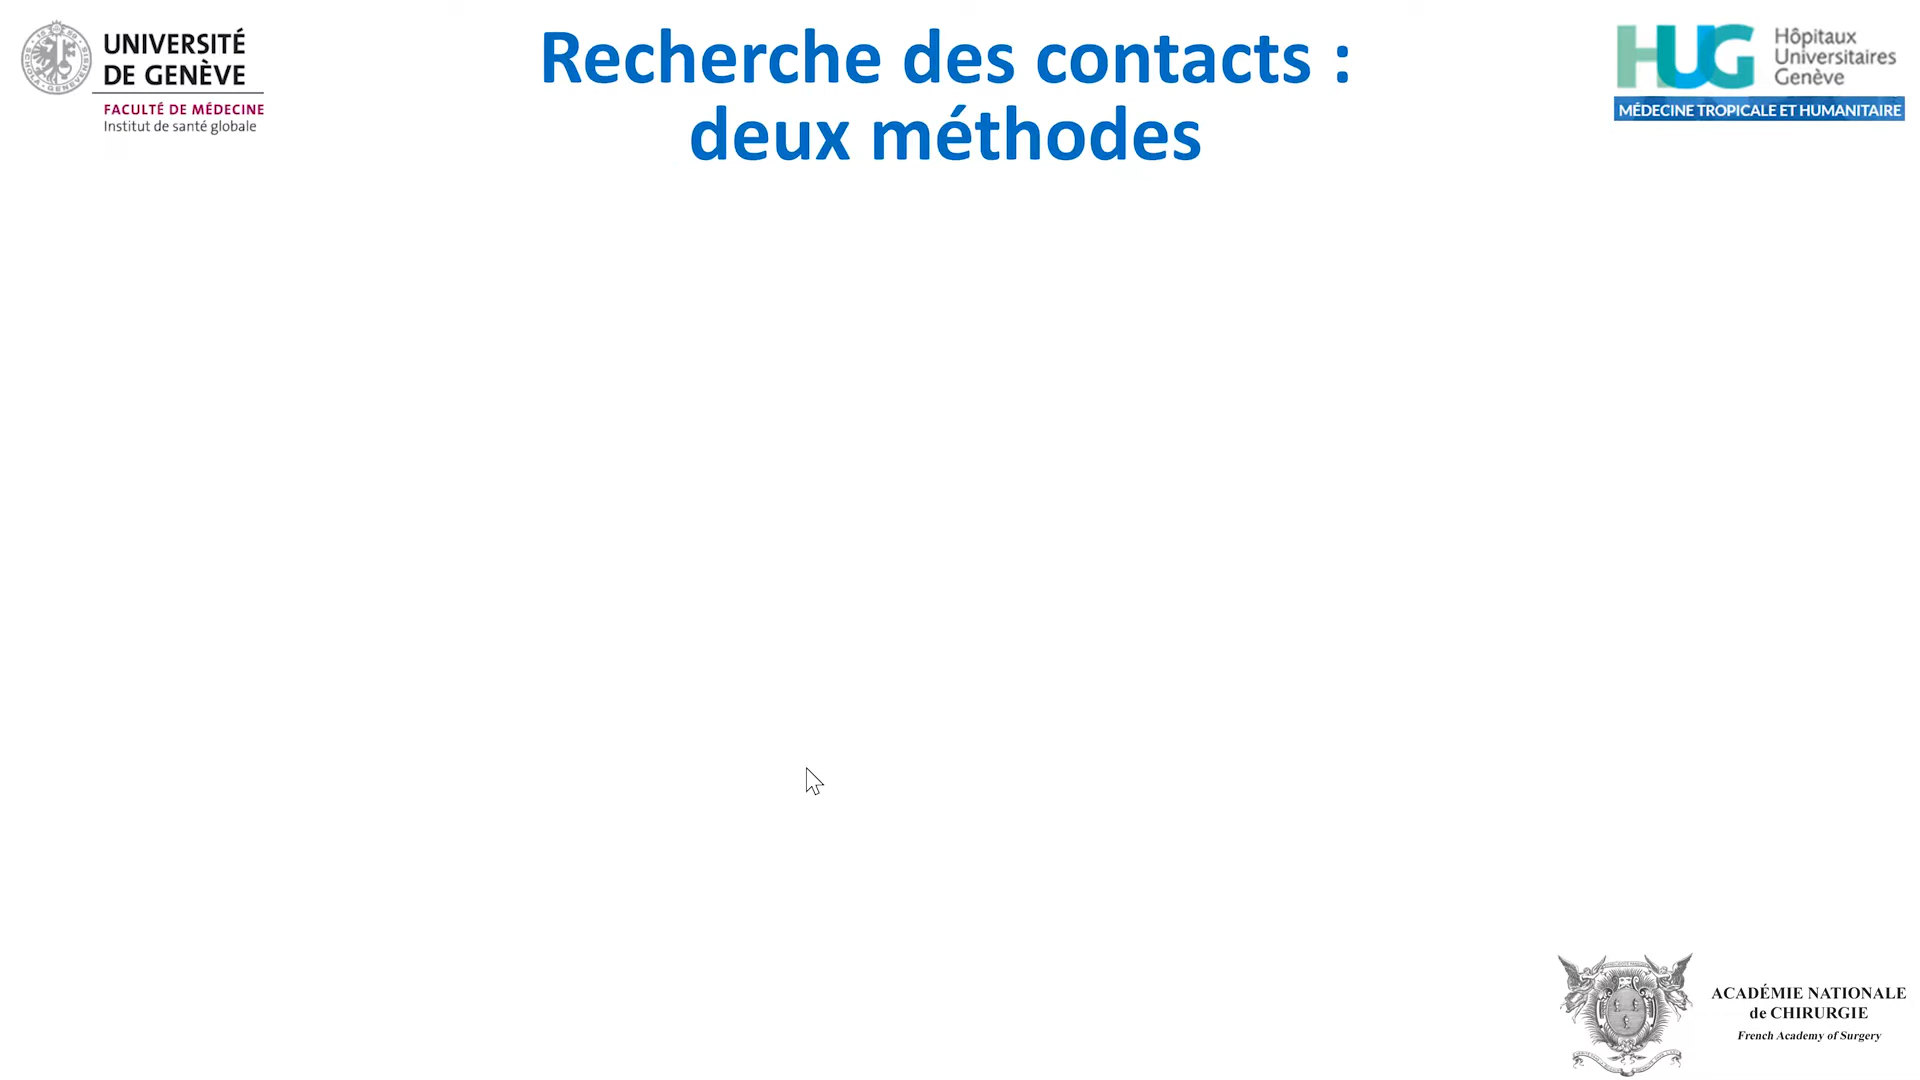 UNIVERSITÉ
DE GENÈVE
FACULTÉ DE MÉDECINE
Institut de santé globale
Recherche des contacts :
deux méthodes
HUG
Hôpitaux
Universitaires
Genève
MÉDECINE TROPICALE ET HUMANITAIRE
ACADÉMIE NATIONALE
de CHIRURGIE
French Academy of Surgery